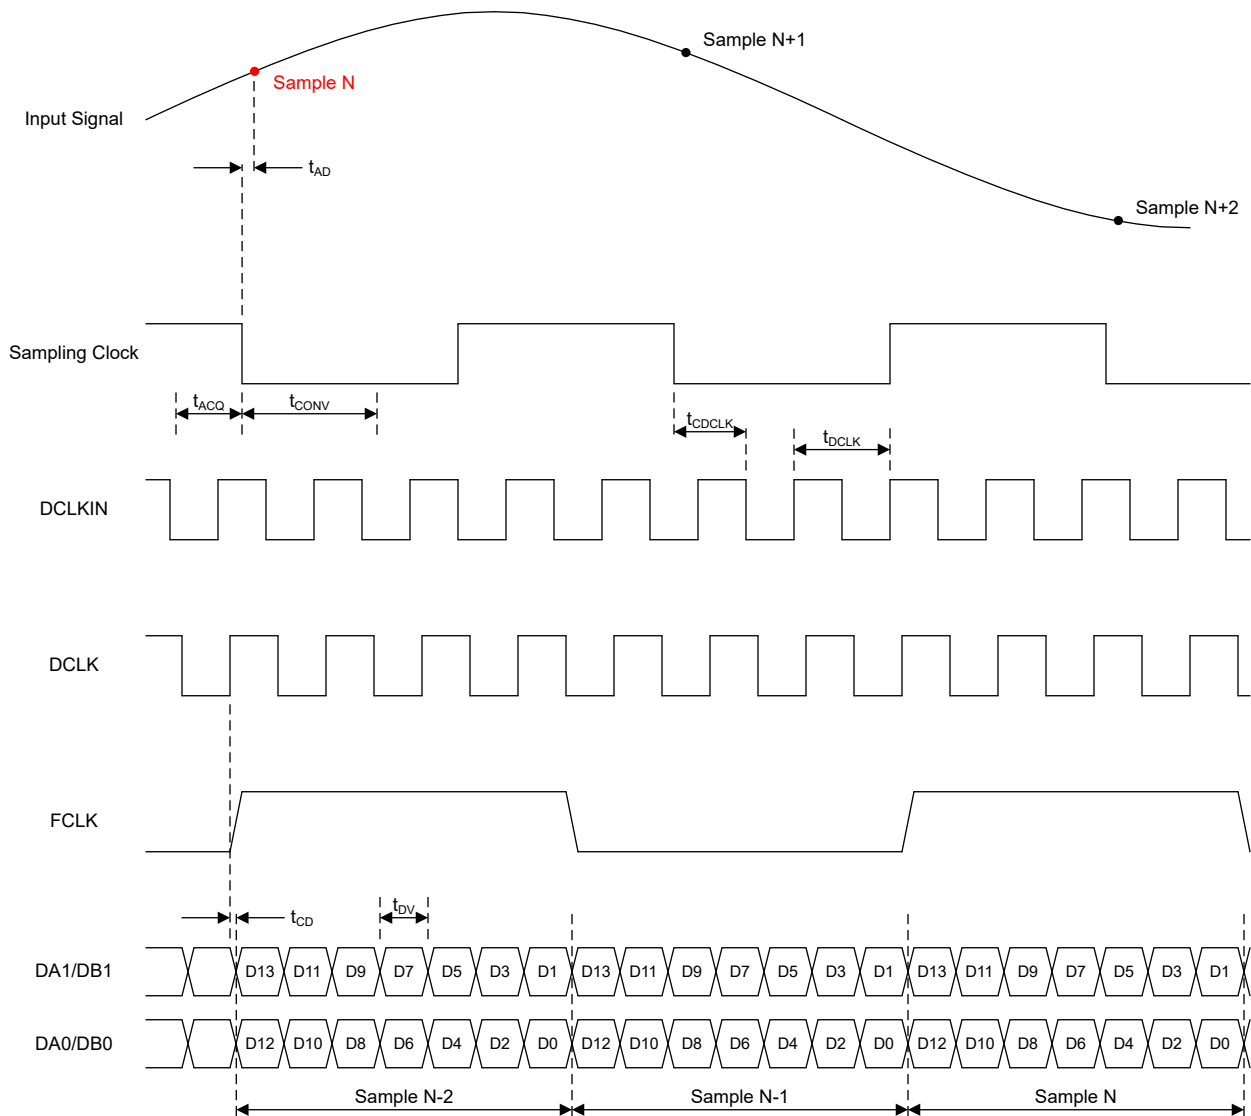 Sample N+1
Sample N
Input Signal
tAD
Sample N+2
Sampling Clock
tACQ
tCONV
tCDCLK
tDCLK
DCLKIN
DCLK
FCLK
tCD
tDV
DA1/DB1 D13 D11 D9 D7 D5 D3 D1 D13 D11 D9 D7 D5 D3 D1 D13 D11 D9 D7 D5 D3 D1
DA0/DB0 D12 D10 D8 D6 D4 D2 D0 D12 D10 D8 D6 D4 D2 D0 D12 D10 D8 D6 D4 D2 D0
Sample N-2 Sample N-1 Sample N